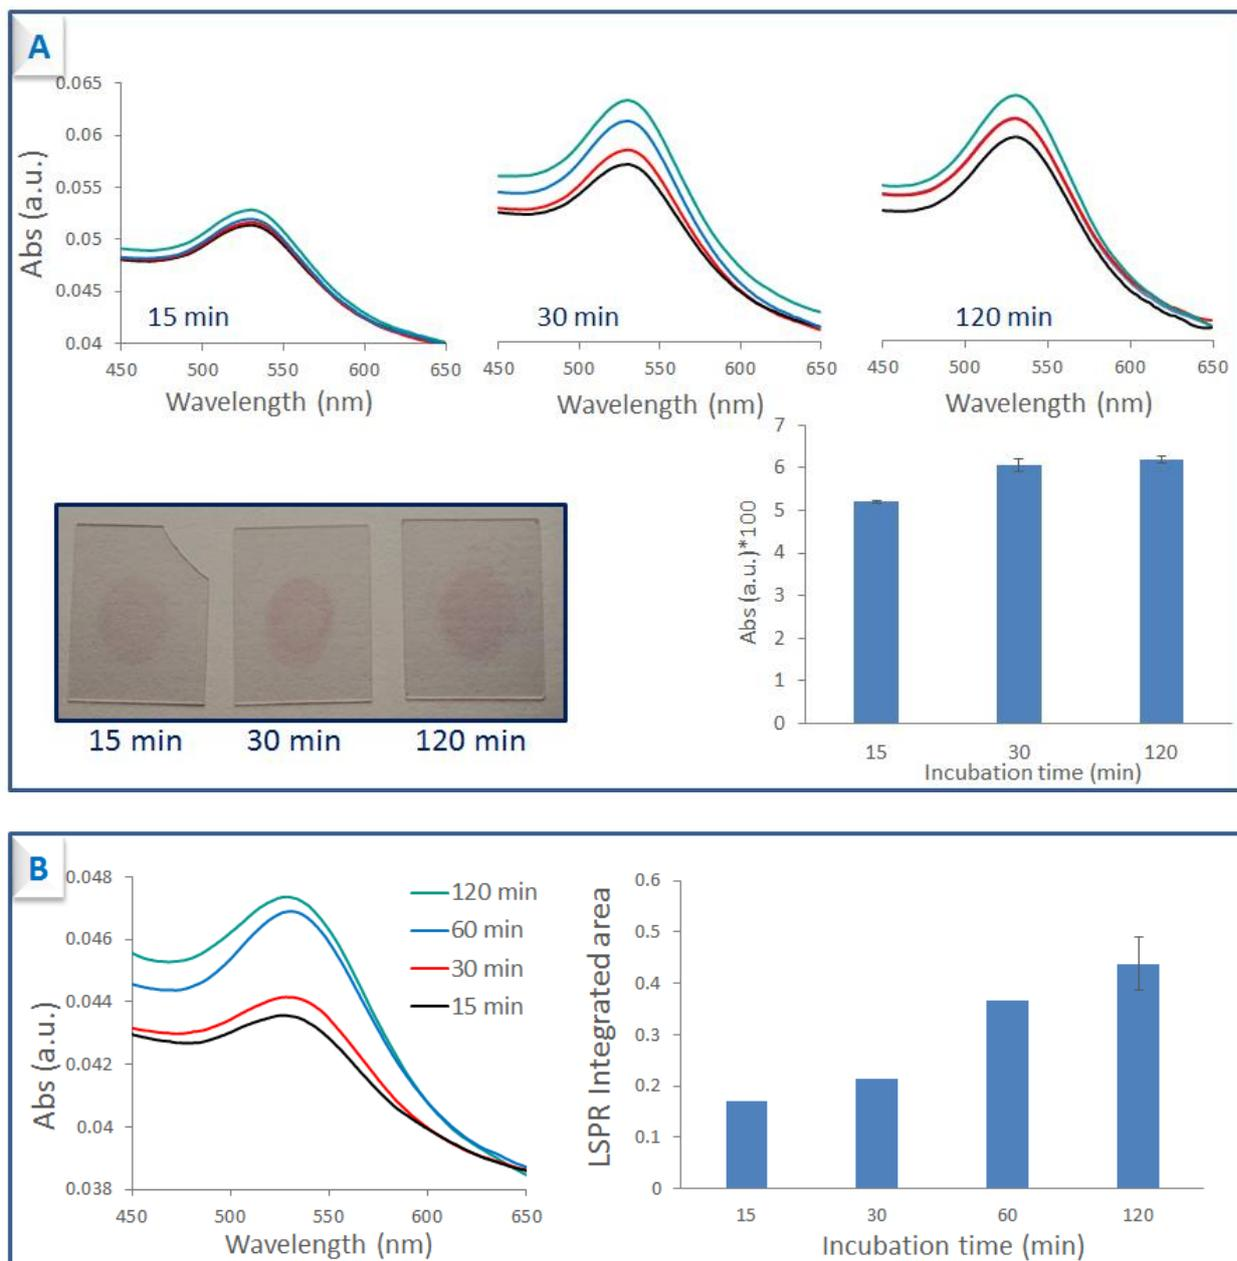 A
0.065
0.06
0.055
0.05
0.045
0.04
Abs (a.u.)
15 min
450 500 550 600 650
Wavelength (nm)
30 min
450 500 550 600 650
Wavelength (nm)
120 min
450 500 550 600 650
Wavelength (nm)
15 min 30 min 120 min
7
6
5
4
3
2
1
0
Abs (a.u.)*100
15 30 120
Incubation time (min)
B
0.048
0.046
0.044
0.042
0.04
0.038
Abs (a.u.)
120 min
60 min
30 min
15 min
450 500 550 600 650
Wavelength (nm)
0.6
0.5
0.4
0.3
0.2
0.1
0
LSPR Integrated area
15 30 60 120
Incubation time (min)